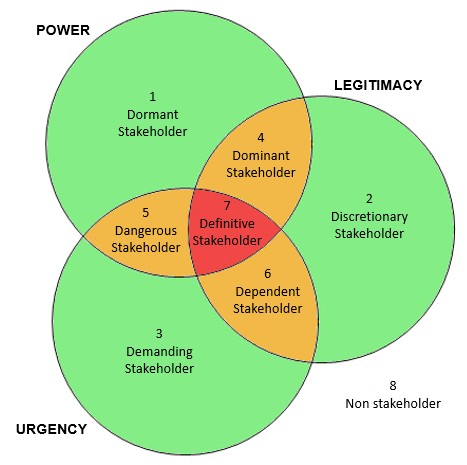 POWER
LEGITIMACY
1
Dormant
Stakeholder
4
Dominant
Stakeholder
2
Discretionary
Stakeholder
5
Dangerous
Stakeholder
7
Definitive
Stakeholder
6
Dependent
Stakeholder
3
Demanding
Stakeholder
8
Non stakeholder
URGENCY